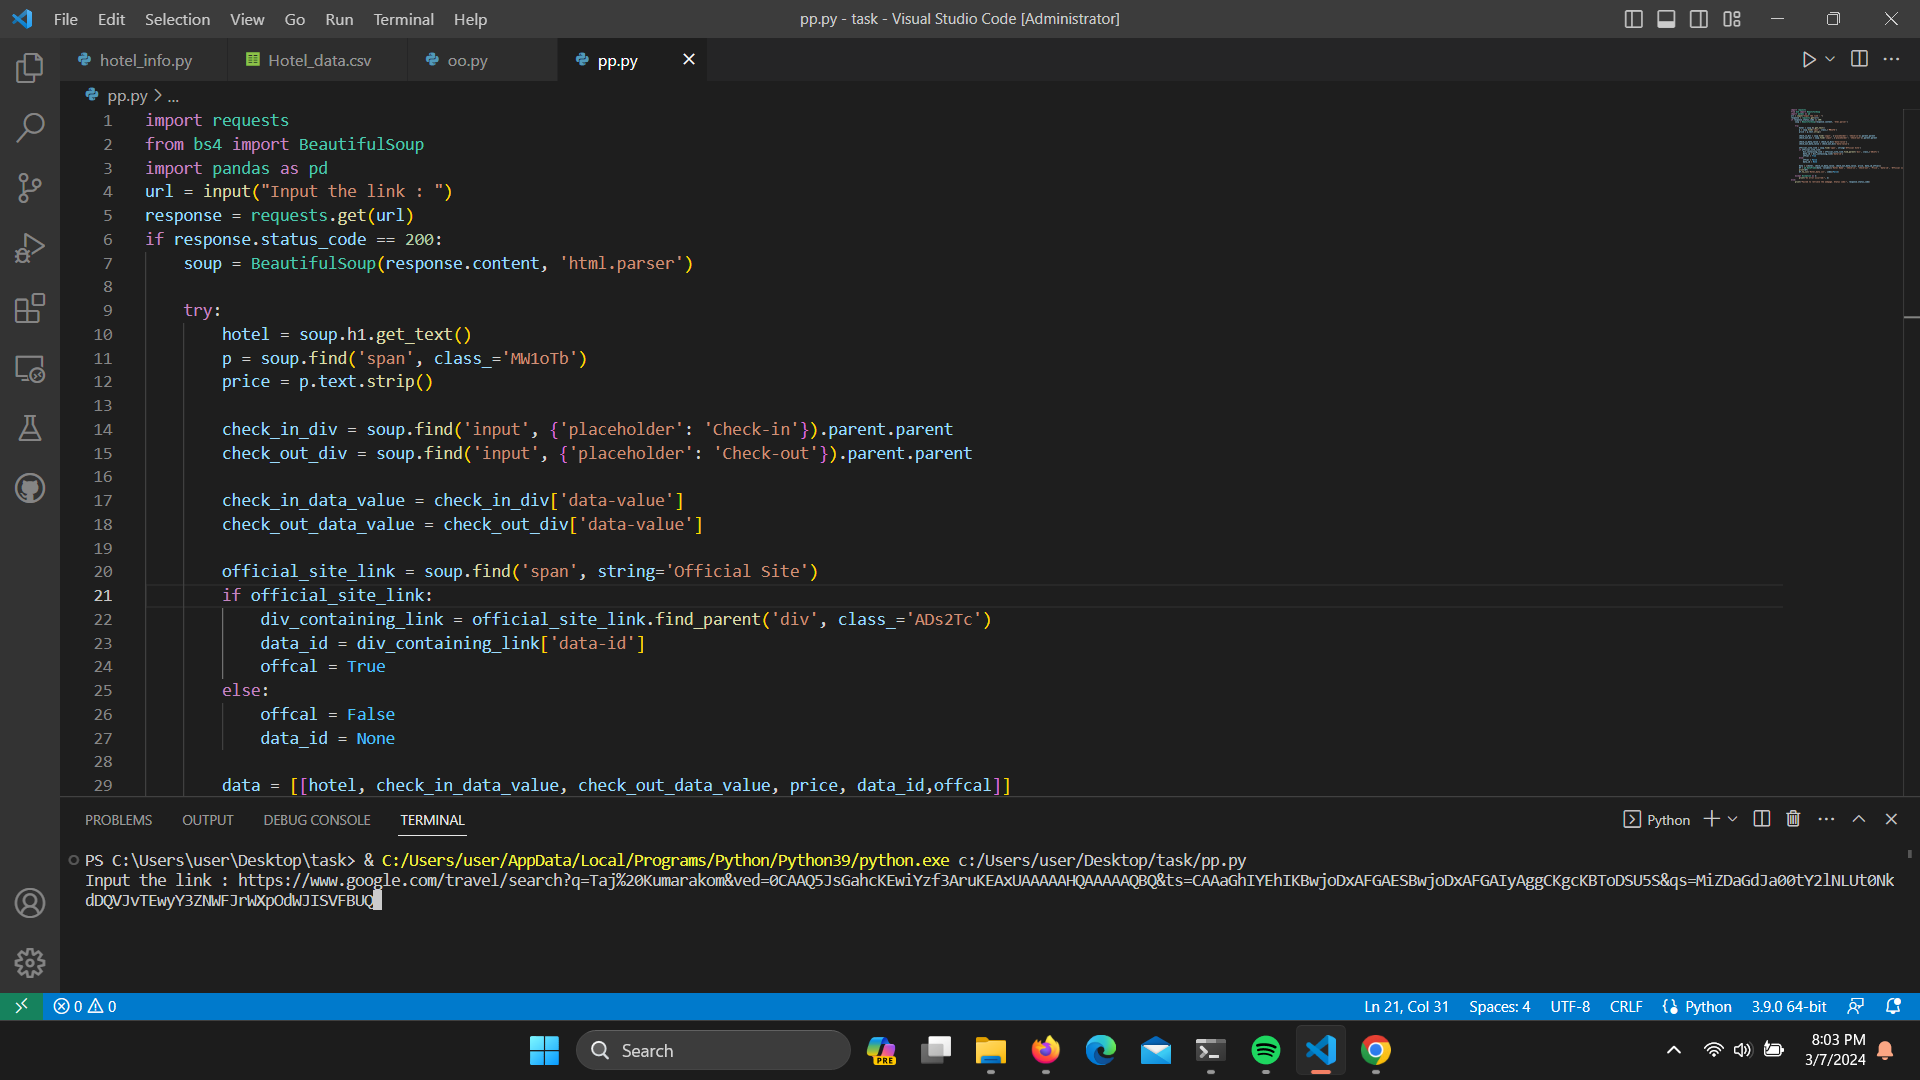 File Edit Selection View Go Run Terminal Help
pp.py - task - Visual Studio Code [Administrator]
hotel_info.py Hotel_data.csv oo.py pp.py
pp.py > ...
1 import requests
2 from bs4 import BeautifulSoup
3 import pandas as pd
4 url = input("Input the link : ")
5 response = requests.get(url)
6 if response.status_code == 200:
7     soup = BeautifulSoup(response.content, 'html.parser')
8
9     try:
10         hotel = soup.h1.get_text()
11         p = soup.find('span', class_='MW1oTb')
12         price = p.text.strip()
13
14         check_in_div = soup.find('input', {'placeholder': 'Check-in'}).parent.parent
15         check_out_div = soup.find('input', {'placeholder': 'Check-out'}).parent.parent
16
17         check_in_data_value = check_in_div['data-value']
18         check_out_data_value = check_out_div['data-value']
19
20         official_site_link = soup.find('span', string='Official Site')
21         if official_site_link:
22             div_containing_link = official_site_link.find_parent('div', class_='ADs2Tc')
23             data_id = div_containing_link['data-id']
24             offcal = True
25         else:
26             offcal = False
27             data_id = None
28
29         data = [[hotel, check_in_data_value, check_out_data_value, price, data_id,offcal]]
PROBLEMS OUTPUT DEBUG CONSOLE TERMINAL
Python
PS C:\Users\user\Desktop\task> & C:/Users/user/AppData/Local/Programs/Python/Python39/python.exe c:/Users/user/Desktop/task/pp.py
Input the link : https://www.google.com/travel/search?q=Taj%20Kumarakom&ved=0CAAQ5JsGahcKEwiYzf3AruKEAxUAAAAAHQAAAAAQBQ&ts=CAAaGhIYEhIKBwjoDxAFGAESBwjoDxAFGAIyAggCKgcKBToDSU5S&qs=MiZDaGdJa00tY2lNLUt0Nk
dDQVJvTEwyY3ZNWFJrWXpOdWJISVFBUQ
0 0
Ln 21, Col 31 Spaces: 4 UTF-8 CRLF Python 3.9.0 64-bit
Search
PRE
8:03 PM
3/7/2024